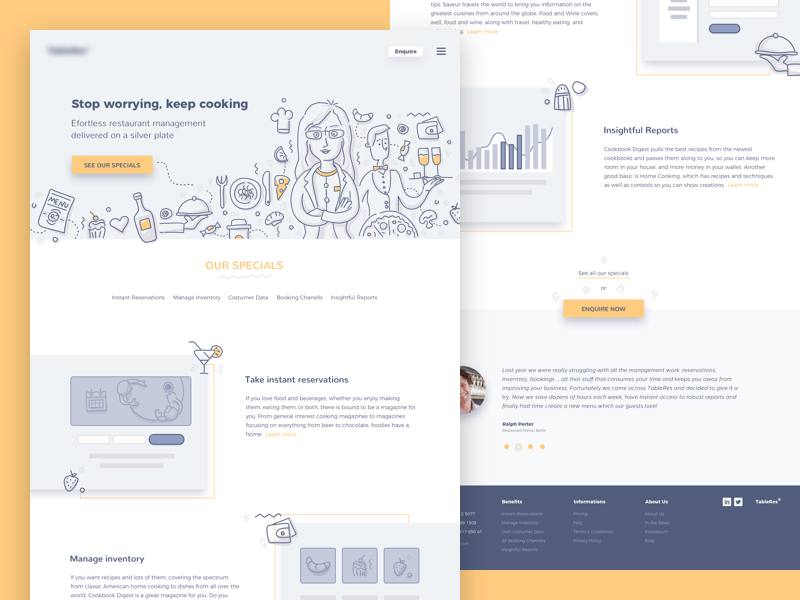 TableRes
Enquire
Stop worrying, keep cooking
Efortless restaurant management
delivered on a silver plate
SEE OUR SPECIALS
MENU
OUR SPECIALS
Instant Reservations Manage Inventory Costumer Data Booking Chanells Insightful Reports
Take instant reservations
If you love food and beverages, whether you enjoy making
them, eating them, or both, there is bound to be a magazine for
you. From general interest cooking magazines to magazines
focusing on everything from beer to chocolate, foodies have a
home. Learn more
Manage inventory
If you want recipes and lots of them, covering the spectrum
from classic American home cooking to dishes from all over the
world, Cookbook Digest is a great magazine for you. Do you
tips. Saveur travels the world to bring you information on the
greatest cuisines from around the globe. Food and Wine covers
well, food and wine, along with travel, healthy eating, and
Learn more
Insightful Reports
Cookbook Digest pulls the best recipes from the newest
cookbooks and passes them along to you, so you can keep more
room in your house, and more money in your wallet. Another
good basic is Home Cooking, which has recipes and techniques,
as well as contests so you can show creations. Learn more
See all our specials
or
ENQUIRE NOW
Last year we were really struggling with all the management work: reservations,
inventory, bookings ... all that stuff that consumes your time and keeps you away from
improving your business. Fortunately we came across TableRes and decided to give it a
try. Now we save dozens of hours each week, have instant access to robust reports and
finally had time create a new menu which our guests love!
Ralph Porter
Restaurant Name, Berlin
Benefits
Instant Reservations
Manage Inventory
Own Costumer Data
All Booking Channels
Insightful Reports
Informations
Pricing
FAQ
Terms & Conditions
Privacy Policy
About Us
About Us
In the News
Impressum
Blog
TableRes®